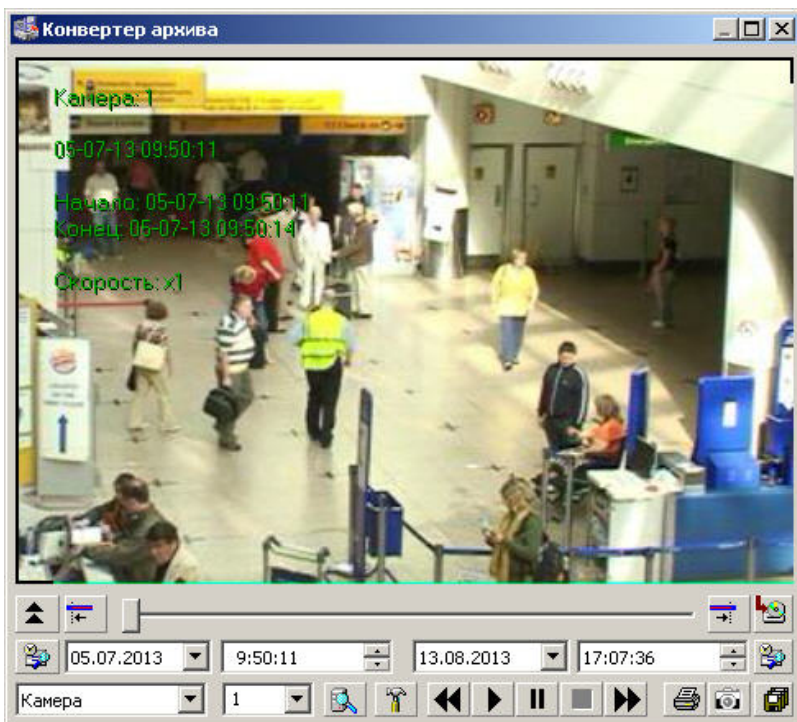 Конвертер архива
Камера: 1
05-07-13 09:50:11
Начало: 05-07-13 09:50:11
Конец: 05-07-13 09:50:14
Скорость: x1
05.07.2013 9:50:11 13.08.2013 17:07:36
Камера 1